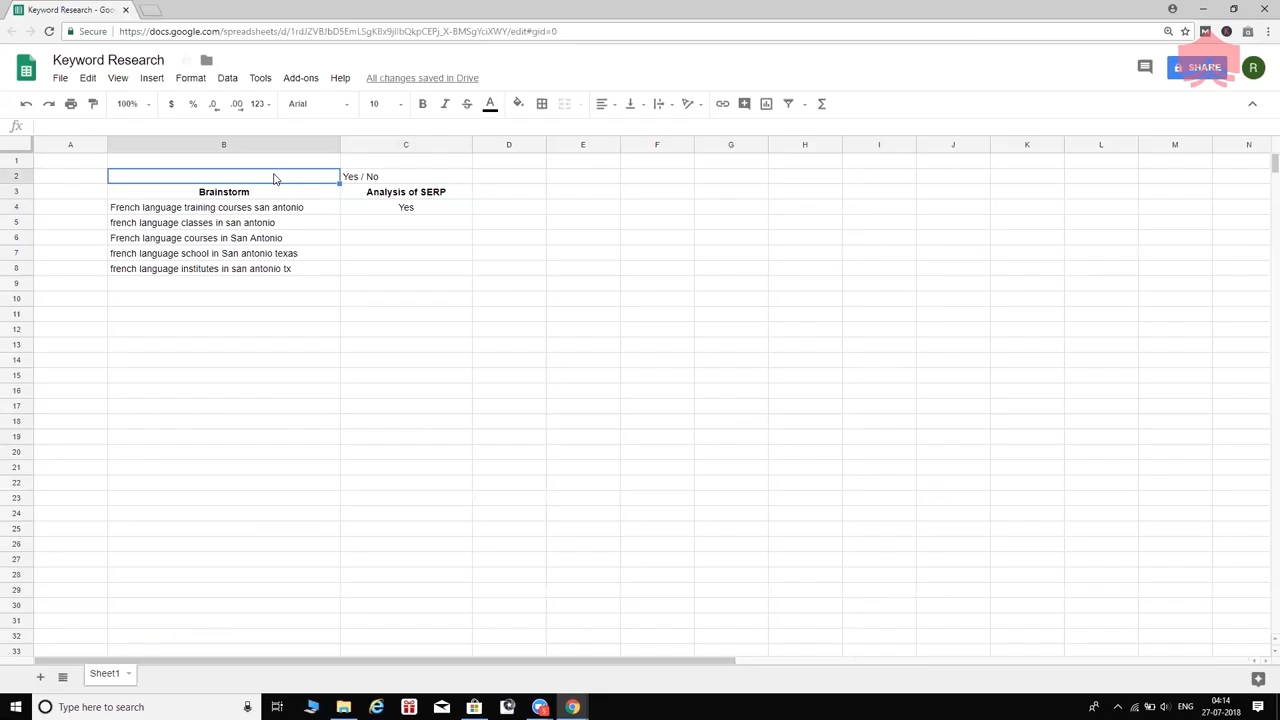 Keyword Research - Goo
Secure
https://docs.google.com/spreadsheets/d/1rdJZVBJbD5EmLSgKBx9jIlbQkpCEPj_X-BMSgYciXWY/edit#gid=0
Keyword Research
SHARE
R
File Edit View Insert Format Data Tools Add-ons Help All changes saved in Drive
100% $ % .0 .00 123 Arial 10 B I S A Σ
fx
A B C D E F G H I J K L M N
1
2 Yes / No
3 Brainstorm Analysis of SERP
4 French language training courses san antonio Yes
5 french language classes in san antonio
6 French language courses in San Antonio
7 french language school in San antonio texas
8 french language institutes in san antonio tx
9
10
11
12
13
14
15
16
17
18
19
20
21
22
23
24
25
26
27
28
29
30
31
32
33
Sheet1
Type here to search
ENG
04:14
27-07-2018